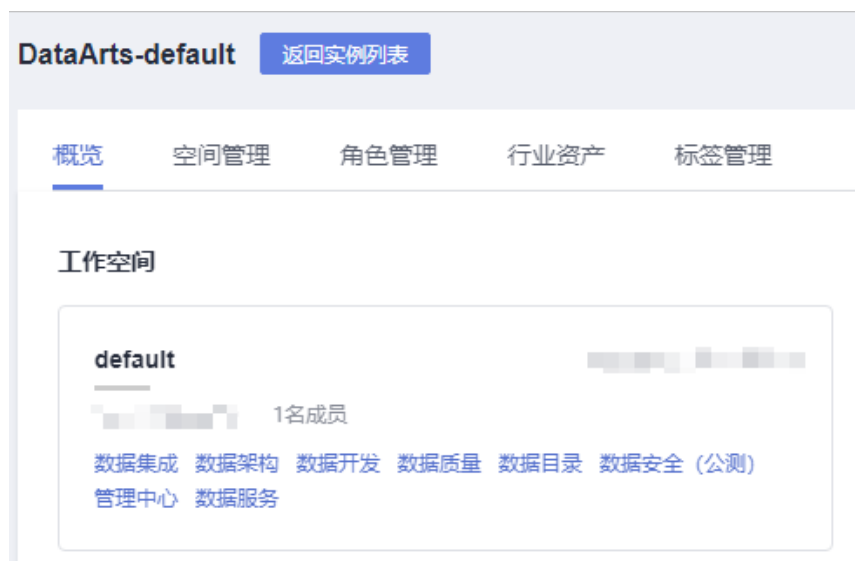 DataArts-default 返回实例列表
概览 空间管理 角色管理 行业资产 标签管理
工作空间
default
1名成员
数据集成 数据架构 数据开发 数据质量 数据目录 数据安全 (公测)
管理中心 数据服务